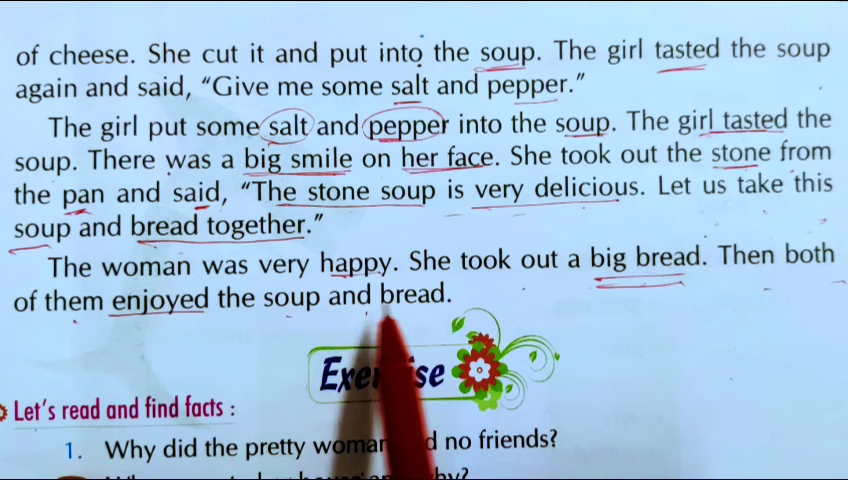 of cheese. She cut it and put into the soup. The girl tasted the soup
again and said, “Give me some salt and pepper.”
The girl put some salt and pepper into the soup. The girl tasted the
soup. There was a big smile on her face. She took out the stone from
the pan and said, “The stone soup is very delicious. Let us take this
soup and bread together.”
The woman was very happy. She took out a big bread. Then both
of them enjoyed the soup and bread.
Exercise
Let's read and find facts :
1. Why did the pretty woman no friends?